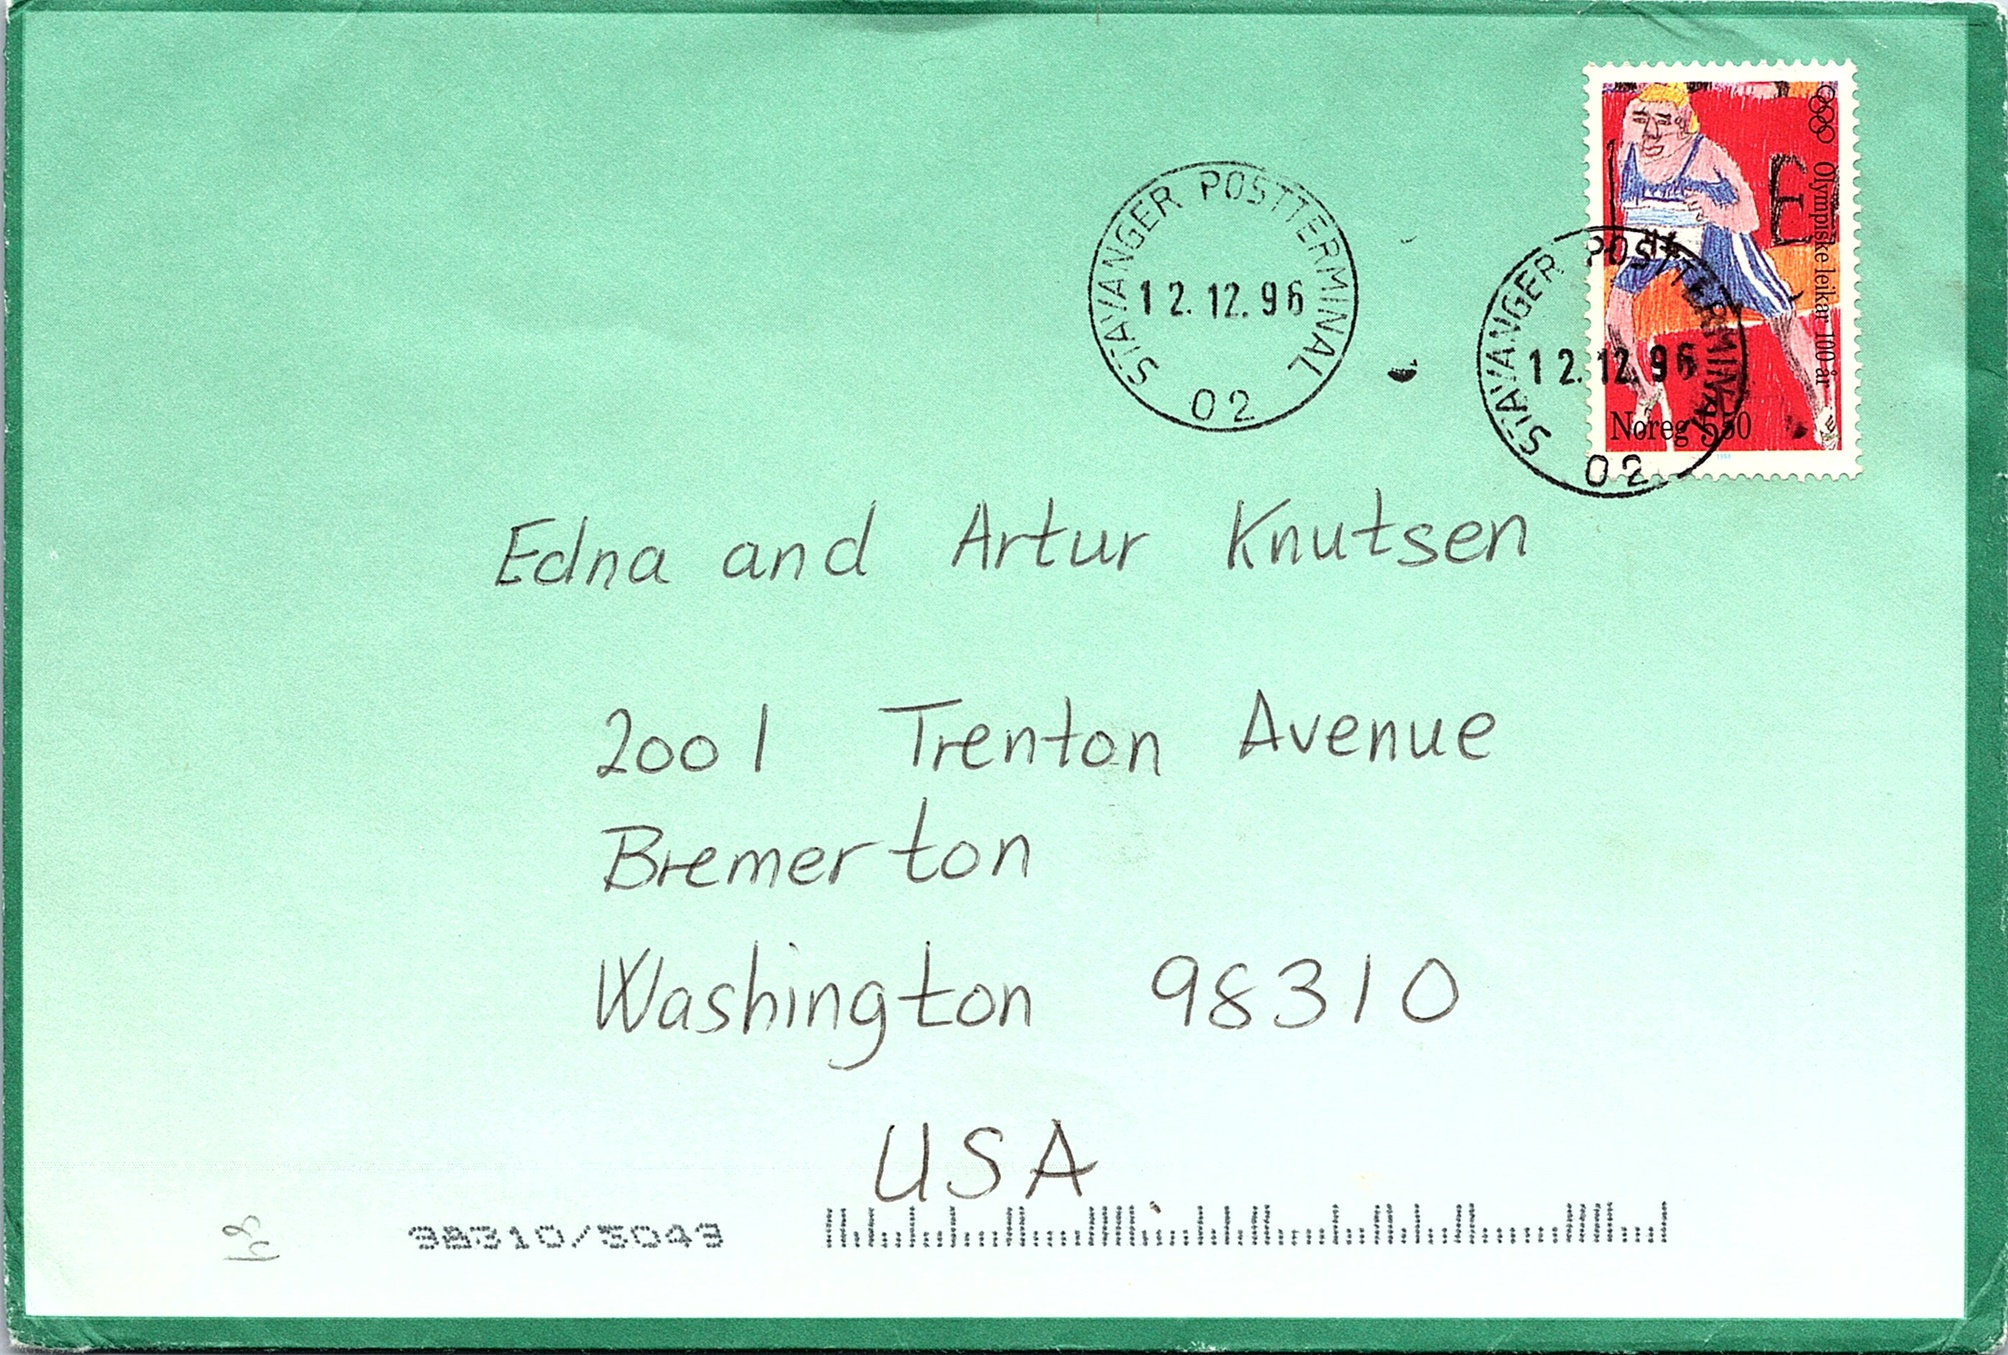 Olympiske leikar 100 år
Noreg 550
STAVANGER POSTTERMINAL
12.12.96
02
STAVANGER POSTTERMINAL
12.12.96
02
Edna and Artur Knutsen
2001 Trenton Avenue
Bremerton
Washington 98310
USA
98310/5043